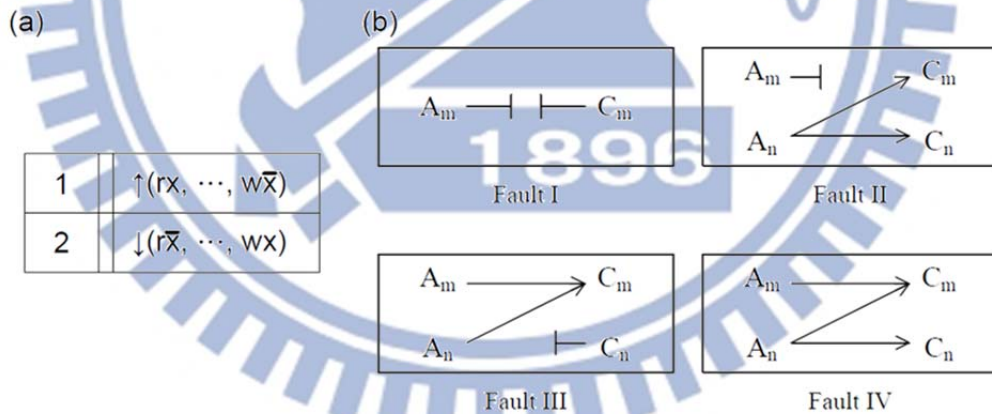 (a)
1 ↑(rx, ⋯, wx̅)
2 ↓(rx̅, ⋯, wx)
(b)
Aₘ Cₘ
1896
Fault I
Aₘ Cₘ
Aₙ Cₙ
Fault II
Aₘ Cₘ
Aₙ Cₙ
Fault III
Aₘ Cₘ
Aₙ Cₙ
Fault IV